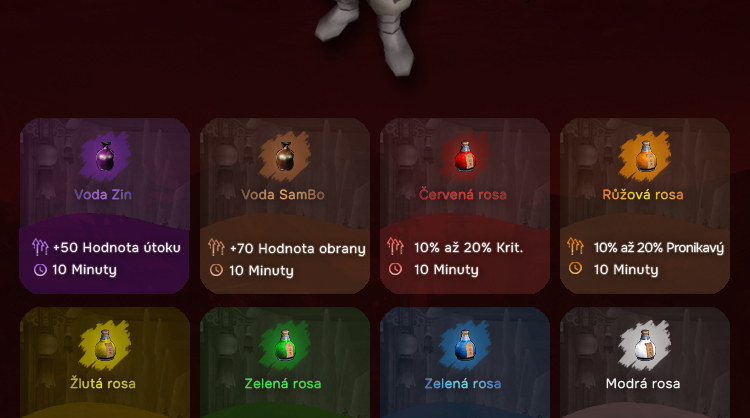 Voda Zin
Voda SamBo
Červená rosa
Růžová rosa
+50 Hodnota útoku
+70 Hodnota obrany
10% až 20% Krit.
10% až 20% Pronikavý
10 Minuty
10 Minuty
10 Minuty
10 Minuty
Žlutá rosa
Zelená rosa
Zelená rosa
Modrá rosa